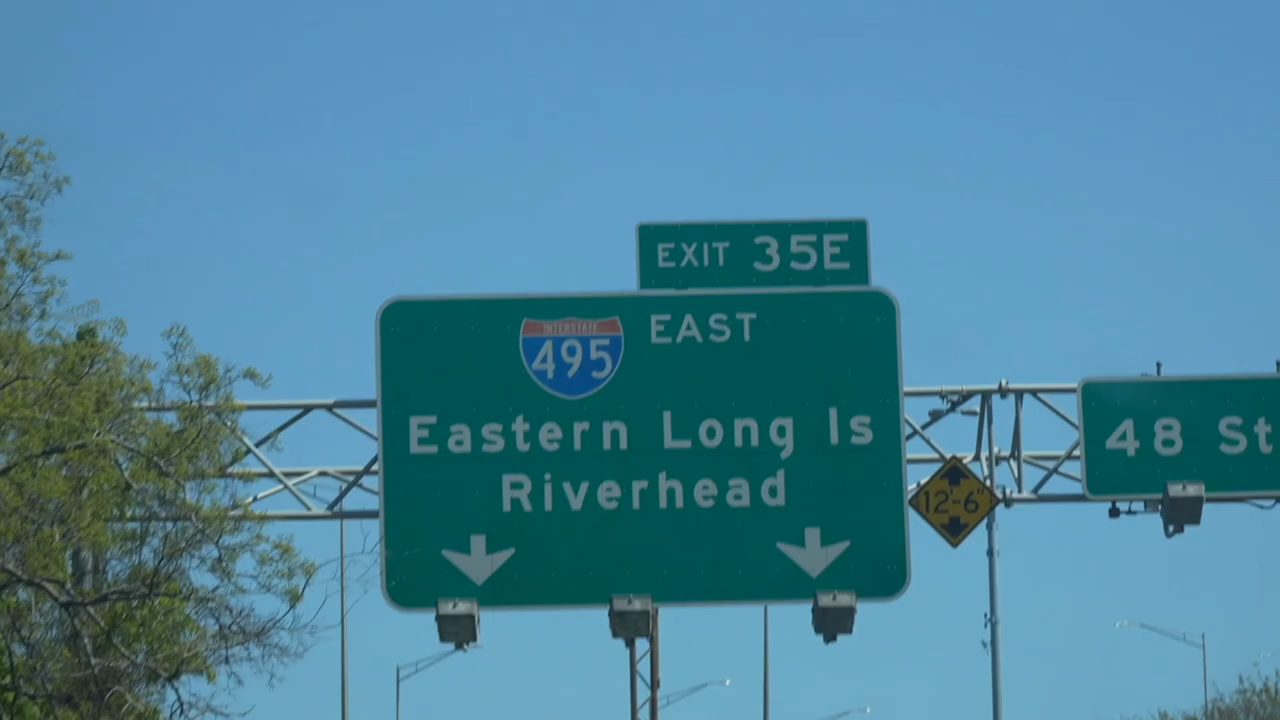 EXIT 35E
INTERSTATE
495
EAST
Eastern Long Is
Riverhead
12-6"
48 St